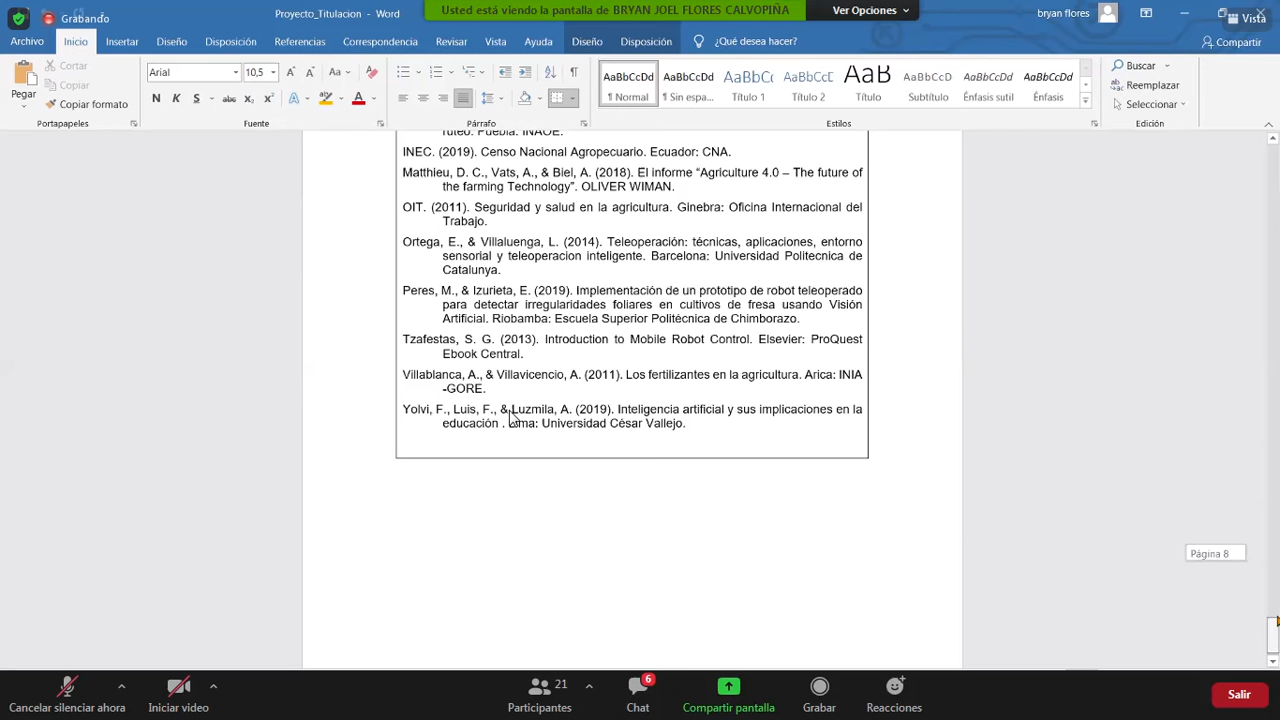 Grabando
Proyecto_Titulacion - Word
Usted está viendo la pantalla de BRYAN JOEL FLORES CALVOPIÑA
Ver Opciones
bryan flores
Vista
Archivo Inicio Insertar Diseño Disposición Referencias Correspondencia Revisar Vista Ayuda Diseño Disposición ¿Qué desea hacer? Compartir
Pegar
Cortar
Copiar
Copiar formato
Portapapeles
Arial 10,5
N K S abc x₂ x²
Fuente
Párrafo
AaBbCcDd AaBbCcDd AaBbCc AaBbCcD AaB AaBbCcD AaBbCcDd AaBbCcDd
¶ Normal ¶ Sin espa... Título 1 Título 2 Título Subtítulo Énfasis sutil Énfasis
Estilos
Buscar
Reemplazar
Seleccionar
Edición
ruteo. Puebla. INAOE.
INEC. (2019). Censo Nacional Agropecuario. Ecuador: CNA.
Matthieu, D. C., Vats, A., & Biel, A. (2018). El informe “Agriculture 4.0 – The future of
the farming Technology”. OLIVER WIMAN.
OIT. (2011). Seguridad y salud en la agricultura. Ginebra: Oficina Internacional del
Trabajo.
Ortega, E., & Villaluenga, L. (2014). Teleoperación: técnicas, aplicaciones, entorno
sensorial y teleoperacion inteligente. Barcelona: Universidad Politecnica de
Catalunya.
Peres, M., & Izurieta, E. (2019). Implementación de un prototipo de robot teleoperado
para detectar irregularidades foliares en cultivos de fresa usando Visión
Artificial. Riobamba: Escuela Superior Politécnica de Chimborazo.
Tzafestas, S. G. (2013). Introduction to Mobile Robot Control. Elsevier: ProQuest
Ebook Central.
Villablanca, A., & Villavicencio, A. (2011). Los fertilizantes en la agricultura. Arica: INIA
-GORE.
Yolvi, F., Luis, F., & Luzmila, A. (2019). Inteligencia artificial y sus implicaciones en la
educación . Lima: Universidad César Vallejo.
Página 8
Cancelar silenciar ahora
Iniciar video
21
Participantes
6
Chat
Compartir pantalla
Grabar
Reacciones
Salir